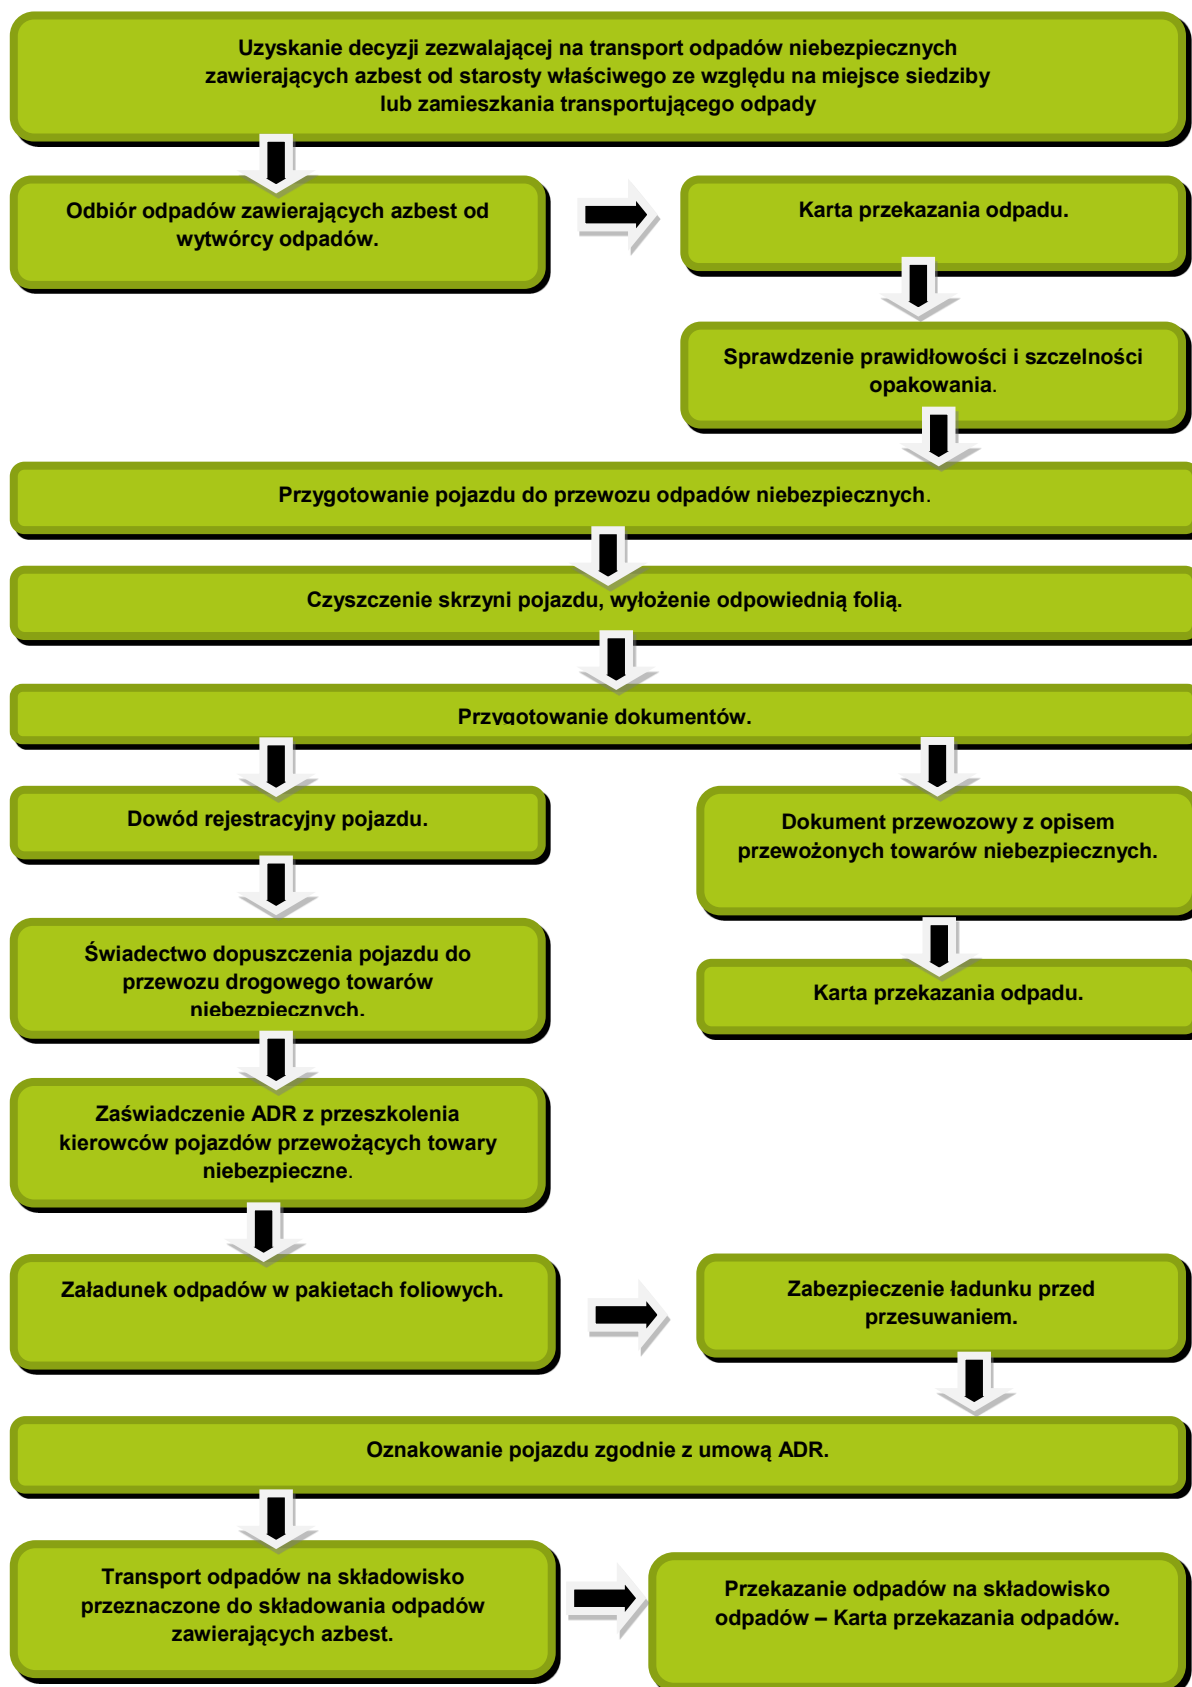 Uzyskanie decyzji zezwalającej na transport odpadów niebezpiecznych
zawierających azbest od starosty właściwego ze względu na miejsce siedziby
lub zamieszkania transportującego odpady
Odbiór odpadów zawierających azbest od
wytwórcy odpadów.
Karta przekazania odpadu.
Sprawdzenie prawidłowości i szczelności
opakowania.
Przygotowanie pojazdu do przewozu odpadów niebezpiecznych.
Czyszczenie skrzyni pojazdu, wyłożenie odpowiednią folią.
Przygotowanie dokumentów.
Dowód rejestracyjny pojazdu.
Świadectwo dopuszczenia pojazdu do
przewozu drogowego towarów
niebezpiecznych.
Zaświadczenie ADR z przeszkolenia
kierowców pojazdów przewożących towary
niebezpieczne.
Dokument przewozowy z opisem
przewożonych towarów niebezpiecznych.
Karta przekazania odpadu.
Załadunek odpadów w pakietach foliowych.
Zabezpieczenie ładunku przed
przesuwaniem.
Oznakowanie pojazdu zgodnie z umową ADR.
Transport odpadów na składowisko
przeznaczone do składowania odpadów
zawierających azbest.
Przekazanie odpadów na składowisko
odpadów – Karta przekazania odpadów.